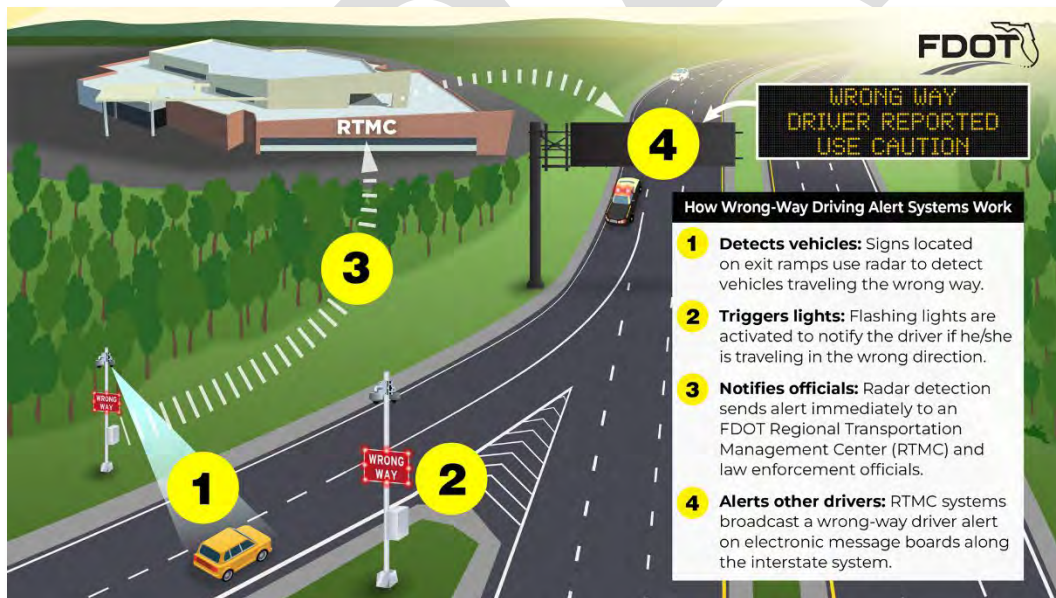 FDOT
WRONG WAY
DRIVER REPORTED
USE CAUTION
RTMC
4
How Wrong-Way Driving Alert Systems Work
1 Detects vehicles: Signs located
on exit ramps use radar to detect
vehicles traveling the wrong way.
2 Triggers lights: Flashing lights are
activated to notify the driver if he/she
is traveling in the wrong direction.
3 Notifies officials: Radar detection
sends alert immediately to an
FDOT Regional Transportation
Management Center (RTMC) and
law enforcement officials.
4 Alerts other drivers: RTMC systems
broadcast a wrong-way driver alert
on electronic message boards along
the interstate system.
3
WRONG
WAY
1
WRONG
WAY
2